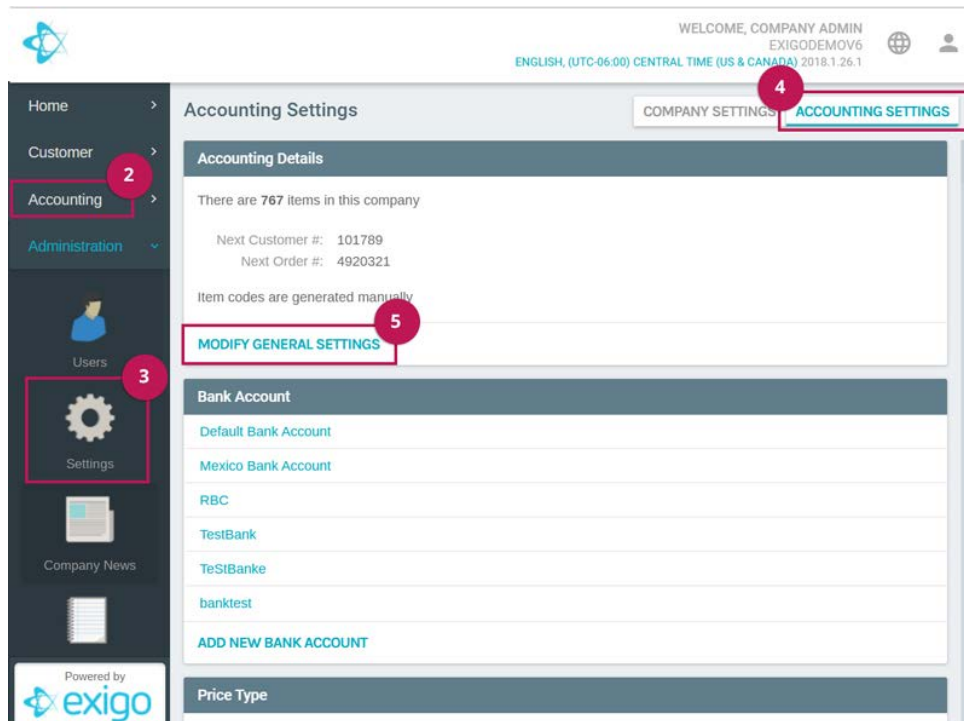 WELCOME, COMPANY ADMIN
EXIGODEMOV6
ENGLISH, (UTC-06:00) CENTRAL TIME (US & CANADA) 2018.1.26.1
Home
Customer
2
Accounting
Administration
Users
3
Settings
Company News
Powered by
exigo
Accounting Settings
4
COMPANY SETTINGS
ACCOUNTING SETTINGS
Accounting Details
There are 767 items in this company
Next Customer #: 101789
Next Order #: 4920321
Item codes are generated manually
5
MODIFY GENERAL SETTINGS
Bank Account
Default Bank Account
Mexico Bank Account
RBC
TestBank
TeStBanke
banktest
ADD NEW BANK ACCOUNT
Price Type